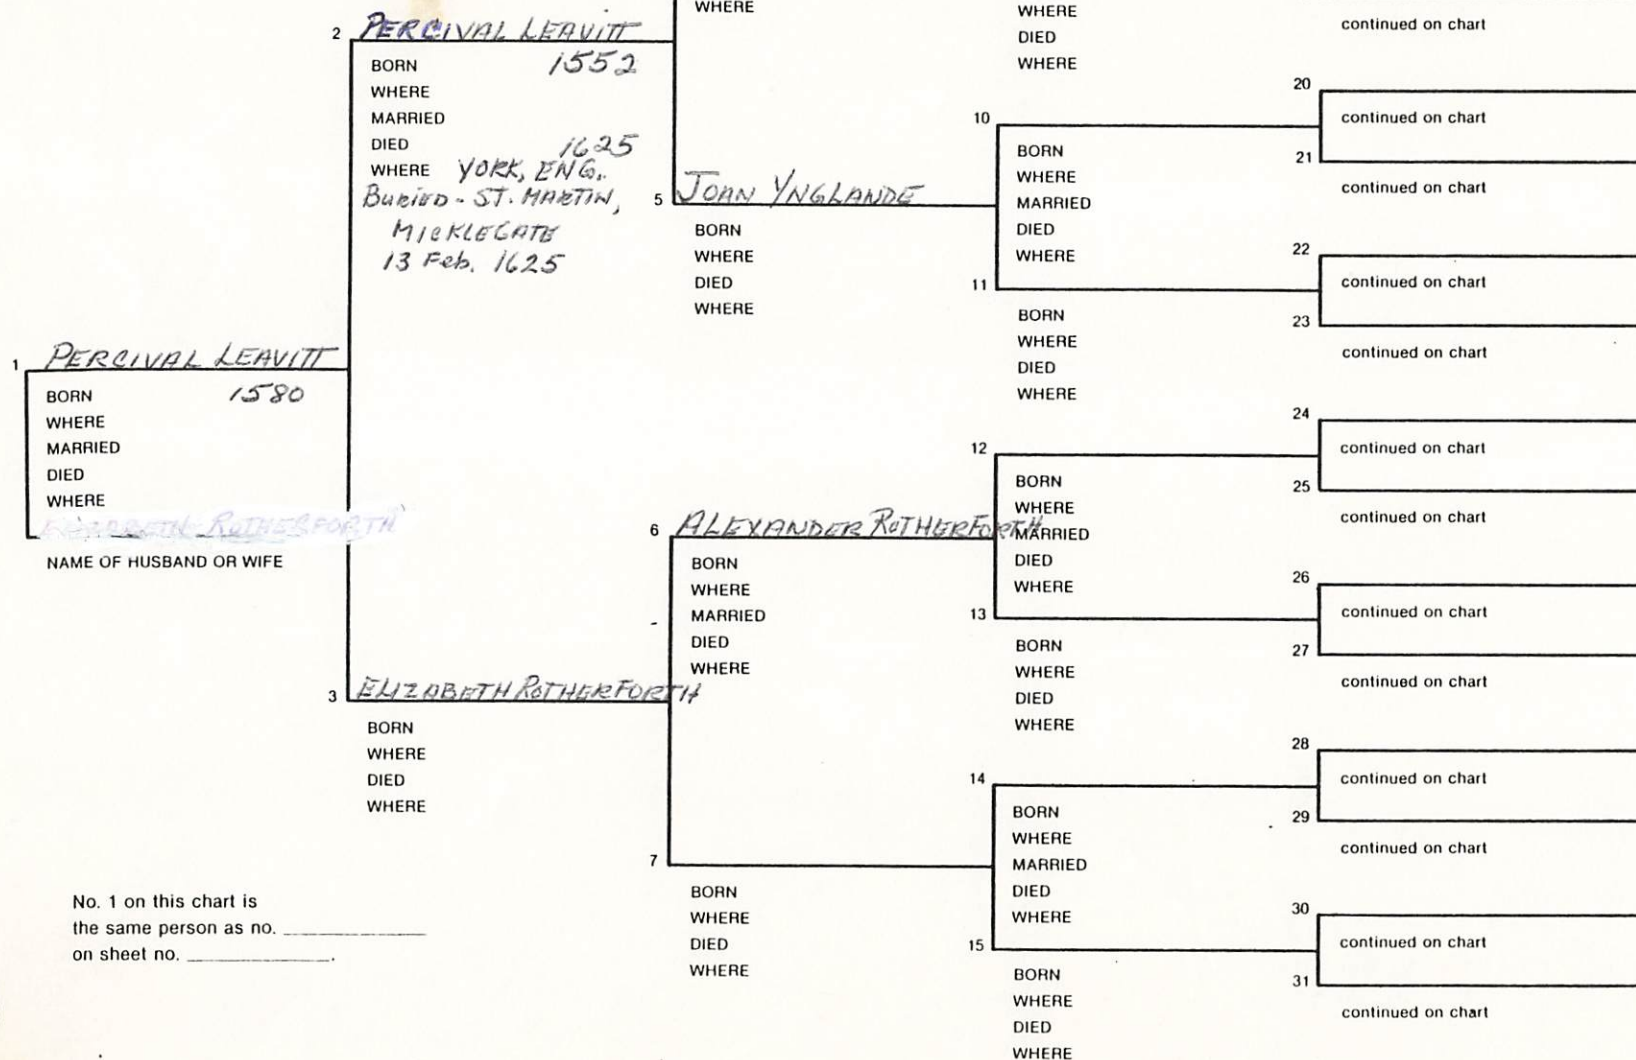 WHERE
WHERE
DIED
WHERE
continued on chart
2 PERCIVAL LEAVITT
BORN 1552
WHERE
MARRIED
DIED 1625
WHERE YORK, ENG.
BURIED - ST. MARTIN,
MICKLEGATE
13 Feb. 1625
5 JOAN YNGLANDE
BORN
WHERE
DIED
WHERE
10
BORN
WHERE
MARRIED
DIED
WHERE
11
BORN
WHERE
DIED
WHERE
20
continued on chart
21
continued on chart
22
continued on chart
23
continued on chart
1 PERCIVAL LEAVITT
BORN 1580
WHERE
MARRIED
DIED
WHERE
ELIZABETH ROTHERFORTH
NAME OF HUSBAND OR WIFE
3 ELIZABETH ROTHERFORTH
BORN
WHERE
DIED
WHERE
6 ALEXANDER ROTHERFORTH
BORN
WHERE
MARRIED
DIED
WHERE
7
BORN
WHERE
DIED
WHERE
12
BORN
WHERE
MARRIED
DIED
WHERE
13
BORN
WHERE
DIED
WHERE
14
BORN
WHERE
MARRIED
DIED
WHERE
15
BORN
WHERE
DIED
WHERE
24
continued on chart
25
continued on chart
26
continued on chart
27
continued on chart
28
continued on chart
29
continued on chart
30
continued on chart
31
continued on chart
No. 1 on this chart is
the same person as no. ____
on sheet no. ____.